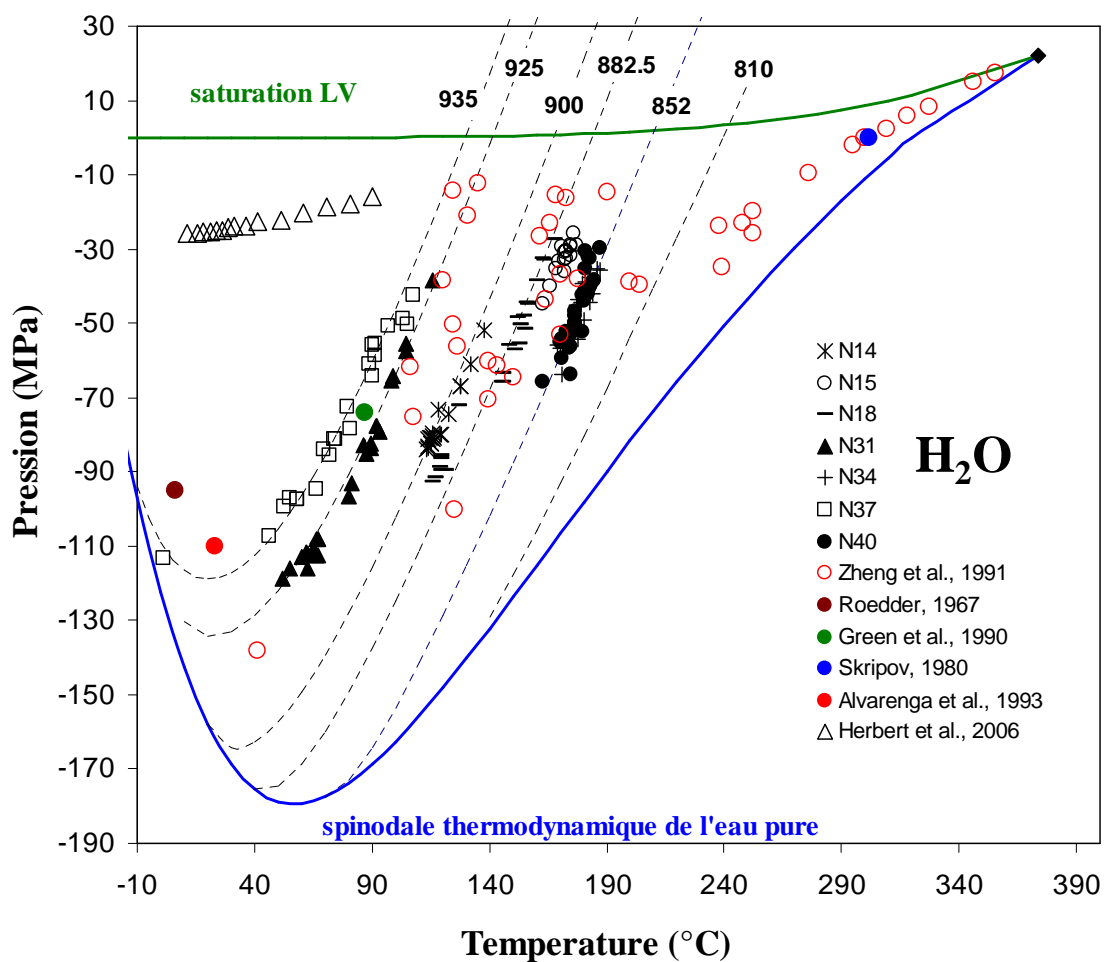 30
10
-10
-30
-50
-70
-90
-110
-130
-150
-170
-190
Pression (MPa)
-10
40
90
140
190
240
290
340
390
Temperature (°C)
saturation LV
935
925
900
882.5
852
810
N14
N15
N18
N31
N34
N37
N40
Zheng et al., 1991
Roedder, 1967
Green et al., 1990
Skripov, 1980
Alvarenga et al., 1993
Herbert et al., 2006
H₂O
spinodale thermodynamique de l'eau pure